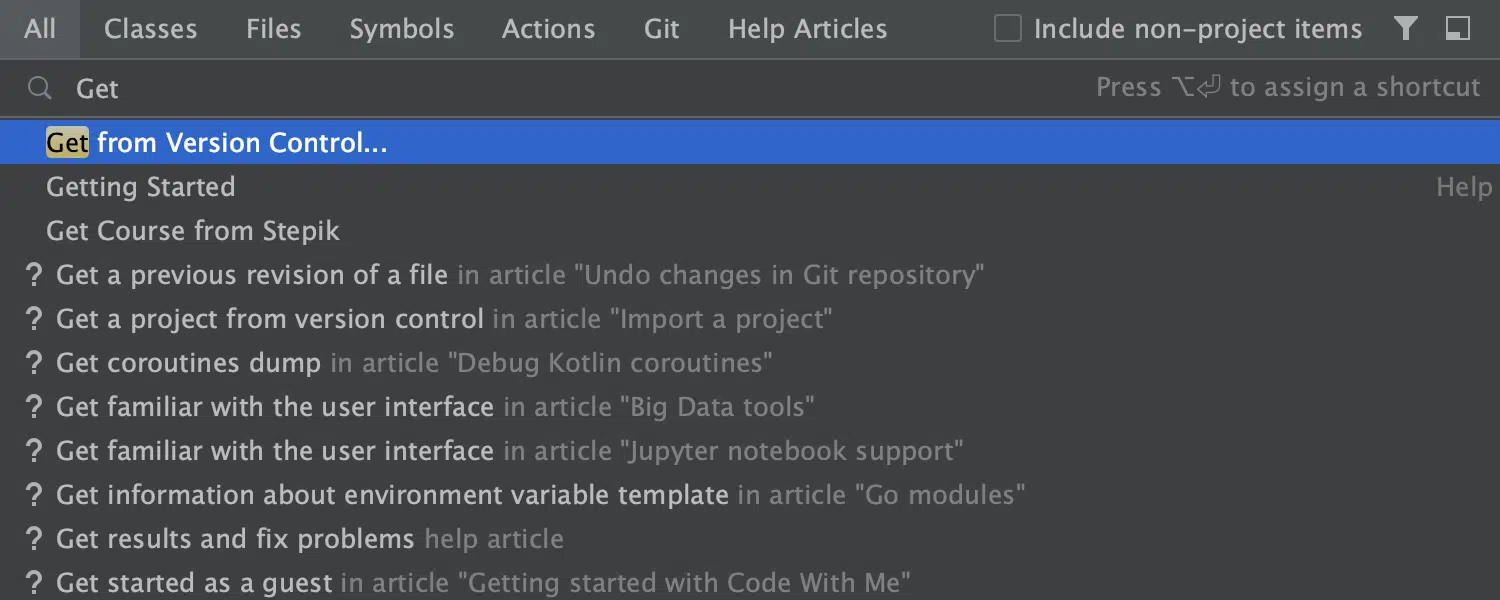 All Classes Files Symbols Actions Git Help Articles Include non-project items
Get Press ⌥⏎ to assign a shortcut
Get from Version Control...
Getting Started Help
Get Course from Stepik
? Get a previous revision of a file in article "Undo changes in Git repository"
? Get a project from version control in article "Import a project"
? Get coroutines dump in article "Debug Kotlin coroutines"
? Get familiar with the user interface in article "Big Data tools"
? Get familiar with the user interface in article "Jupyter notebook support"
? Get information about environment variable template in article "Go modules"
? Get results and fix problems help article
? Get started as a guest in article "Getting started with Code With Me"